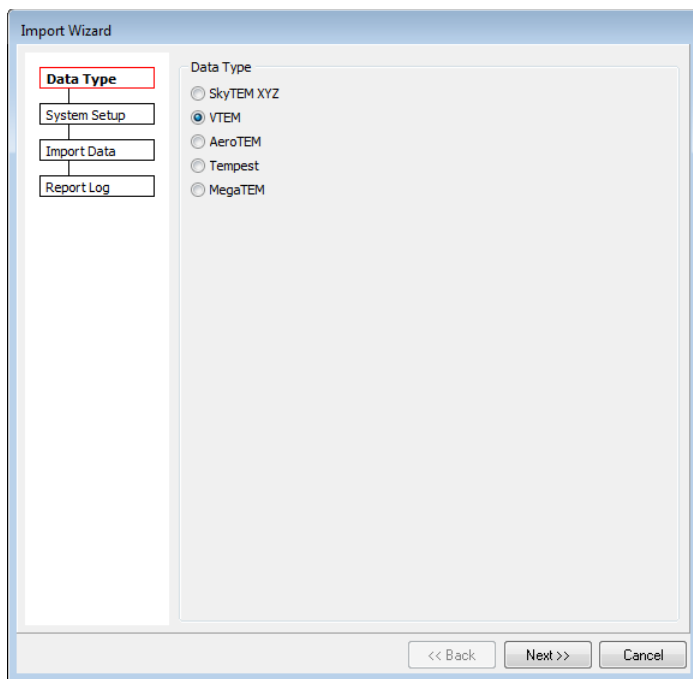 Import Wizard
Data Type
System Setup
Import Data
Report Log
Data Type
SkyTEM XYZ
VTEM
AeroTEM
Tempest
MegaTEM
<< Back
Next >>
Cancel